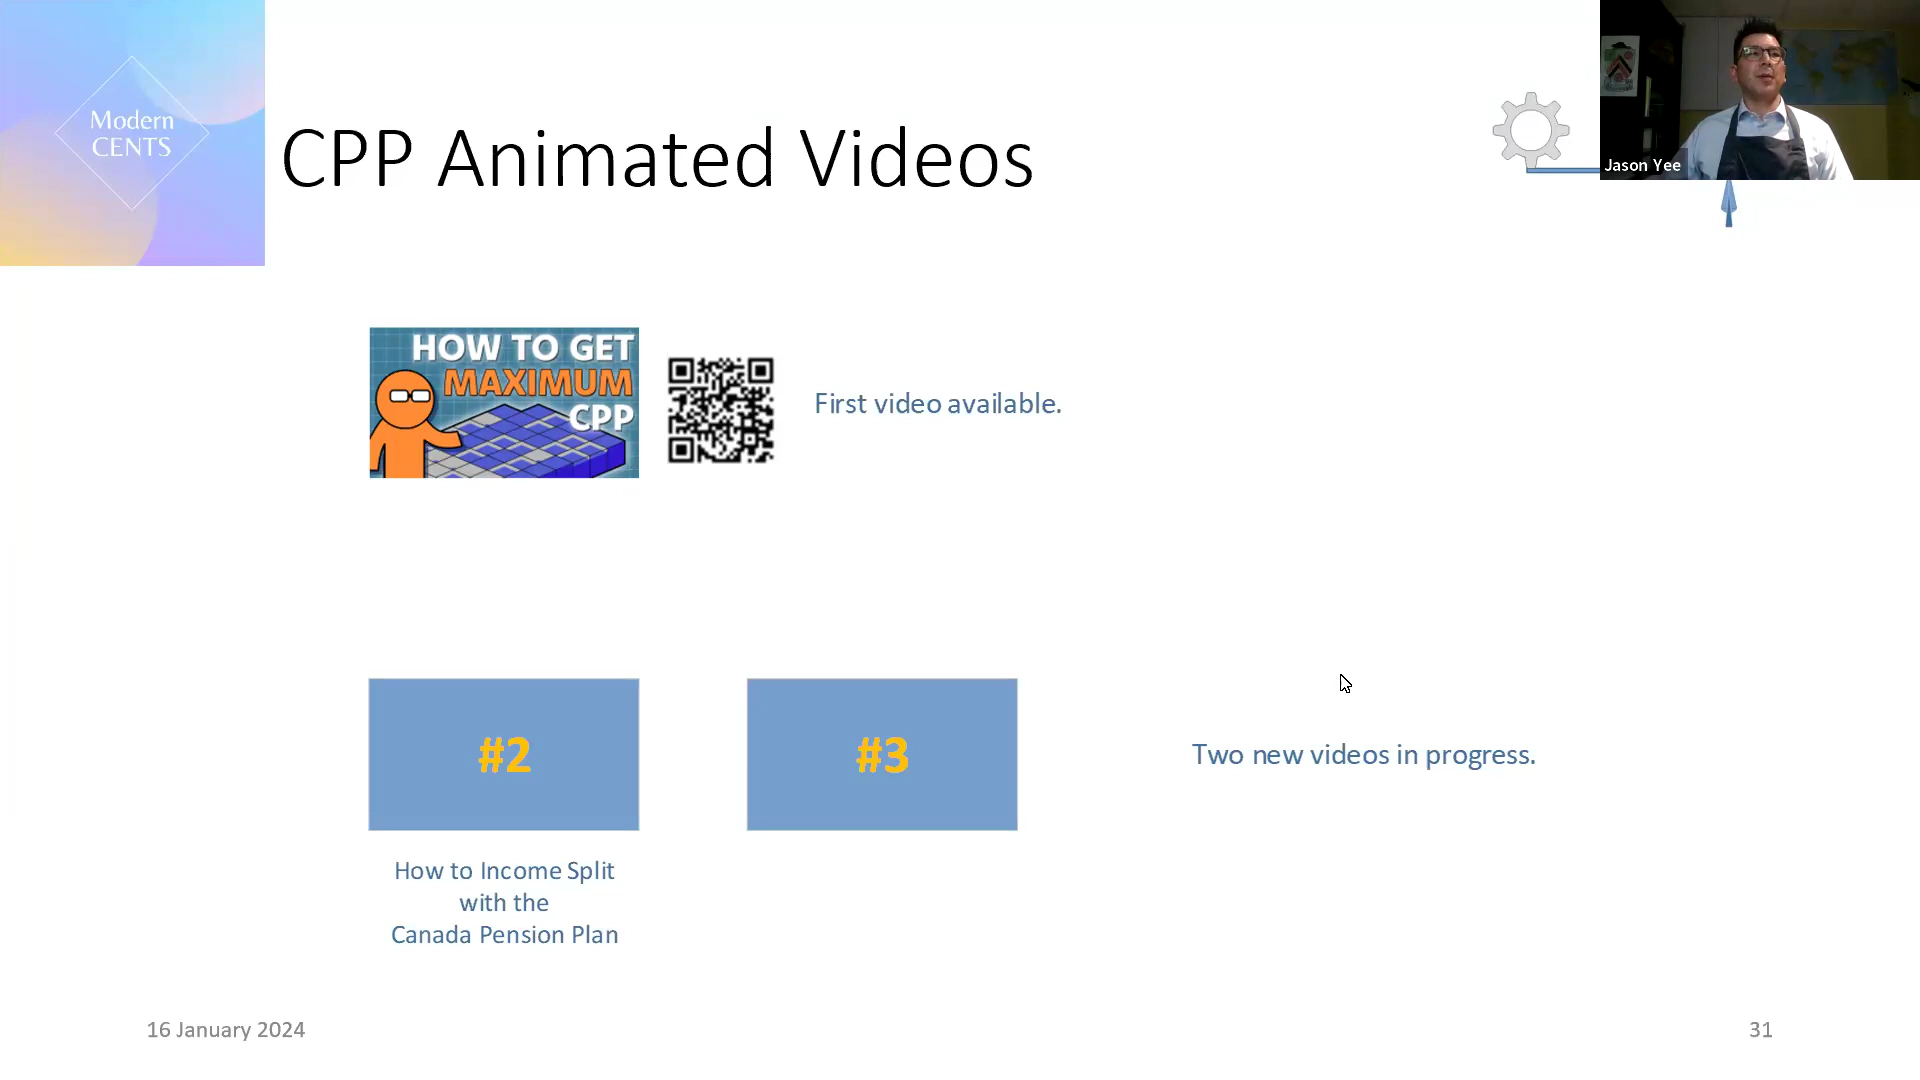 Modern
CENTS
CPP Animated Videos
Jason Yee
HOW TO GET
MAXIMUM
CPP
First video available.
#2
#3
Two new videos in progress.
How to Income Split
with the
Canada Pension Plan
16 January 2024
31